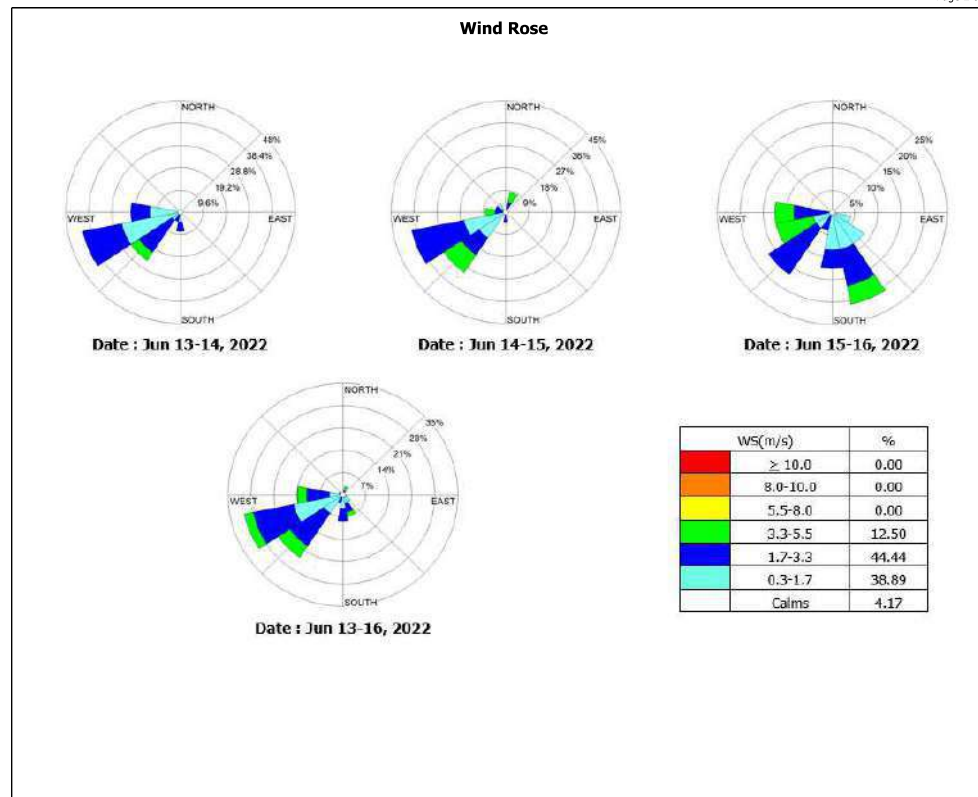 Wind Rose
NORTH
48%
38.4%
28.8%
19.2%
9.6%
WEST
EAST
SOUTH
Date : Jun 13-14, 2022
NORTH
45%
36%
27%
18%
9%
WEST
EAST
SOUTH
Date : Jun 14-15, 2022
NORTH
25%
20%
15%
10%
5%
WEST
EAST
SOUTH
Date : Jun 15-16, 2022
NORTH
35%
28%
21%
14%
7%
WEST
EAST
SOUTH
Date : Jun 13-16, 2022
WS(m/s) %
≥ 10.0 0.00
8.0-10.0 0.00
5.5-8.0 0.00
3.3-5.5 12.50
1.7-3.3 44.44
0.3-1.7 38.89
Calms 4.17